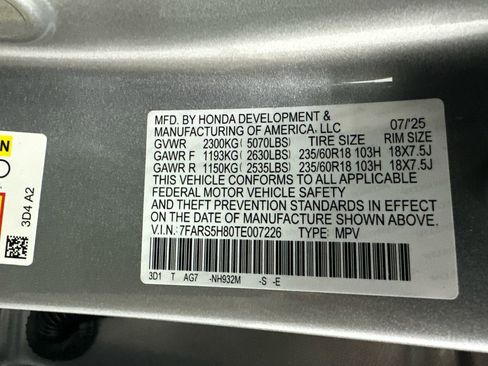 MFD. BY HONDA DEVELOPMENT &
MANUFACTURING OF AMERICA, LLC 07/'25
GVWR 2300KG( 5070LBS) TIRE SIZE RIM SIZE
GAWR F 1193KG( 2630LBS) 235/60R18 103H 18X7.5J
GAWR R 1150KG( 2535LBS) 235/60R18 103H 18X7.5J
THIS VEHICLE CONFORMS TO ALL APPLICABLE
FEDERAL MOTOR VEHICLE SAFETY
AND THEFT PREVENTION STANDARDS IN EFFECT ON
THE DATE OF MANUFACTURE SHOWN ABOVE.
V.I.N: 7FARS5H80TE007226 TYPE: MPV
3D1 T AG7 -NH932M -S -E
3D4 A2